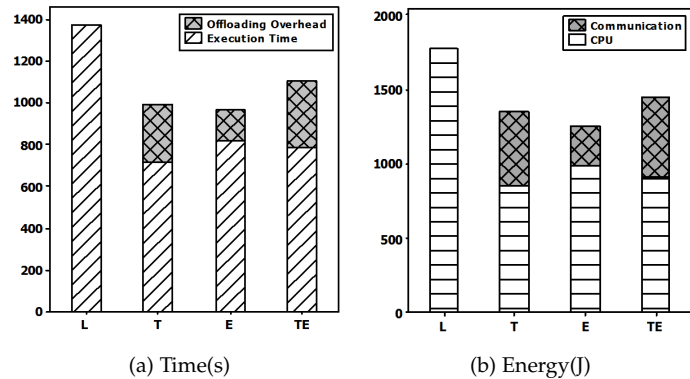 1400
1200
1000
800
600
400
200
0
Offloading Overhead
Execution Time
L T E TE
(a) Time(s)
2000
1500
1000
500
0
Communication
CPU
L T E TE
(b) Energy(J)